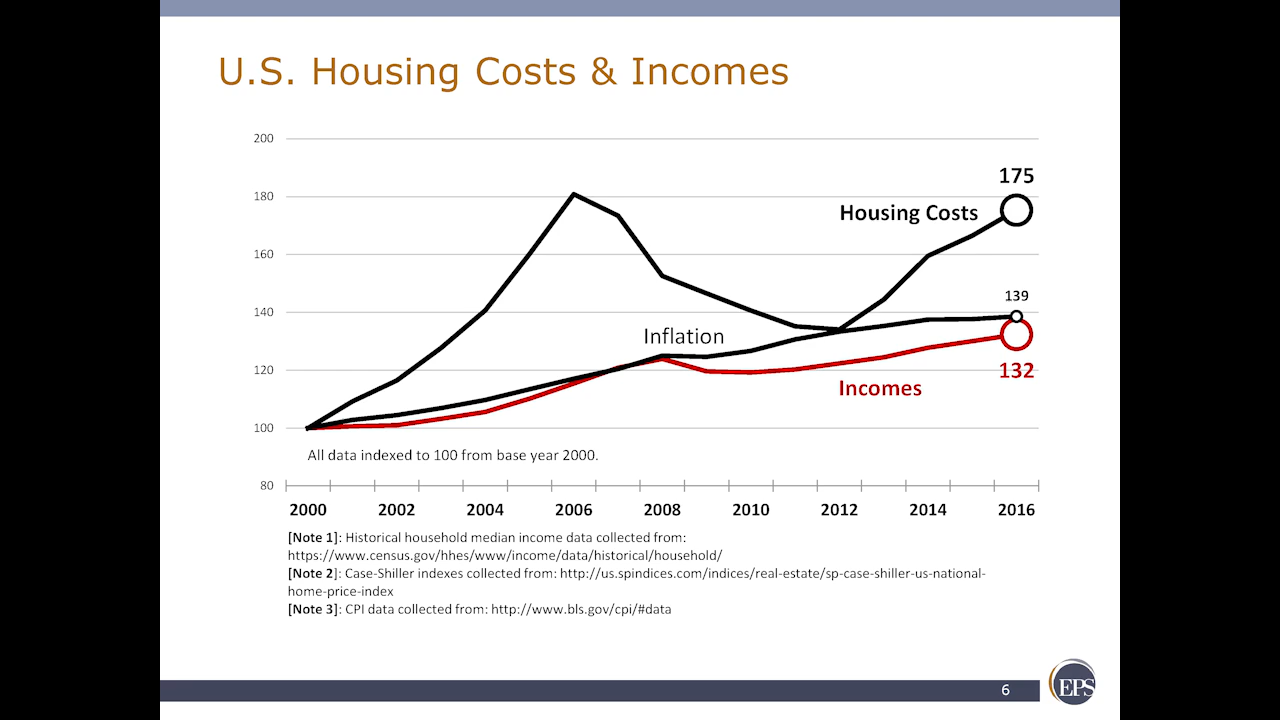 U.S. Housing Costs & Incomes
200
180
160
140
120
100
80
175
Housing Costs
139
Inflation
132
Incomes
All data indexed to 100 from base year 2000.
2000 2002 2004 2006 2008 2010 2012 2014 2016
[Note 1]: Historical household median income data collected from:
https://www.census.gov/hhes/www/income/data/historical/household/
[Note 2]: Case-Shiller indexes collected from: http://us.spindices.com/indices/real-estate/sp-case-shiller-us-national-
home-price-index
[Note 3]: CPI data collected from: http://www.bls.gov/cpi/#data
6
EPS